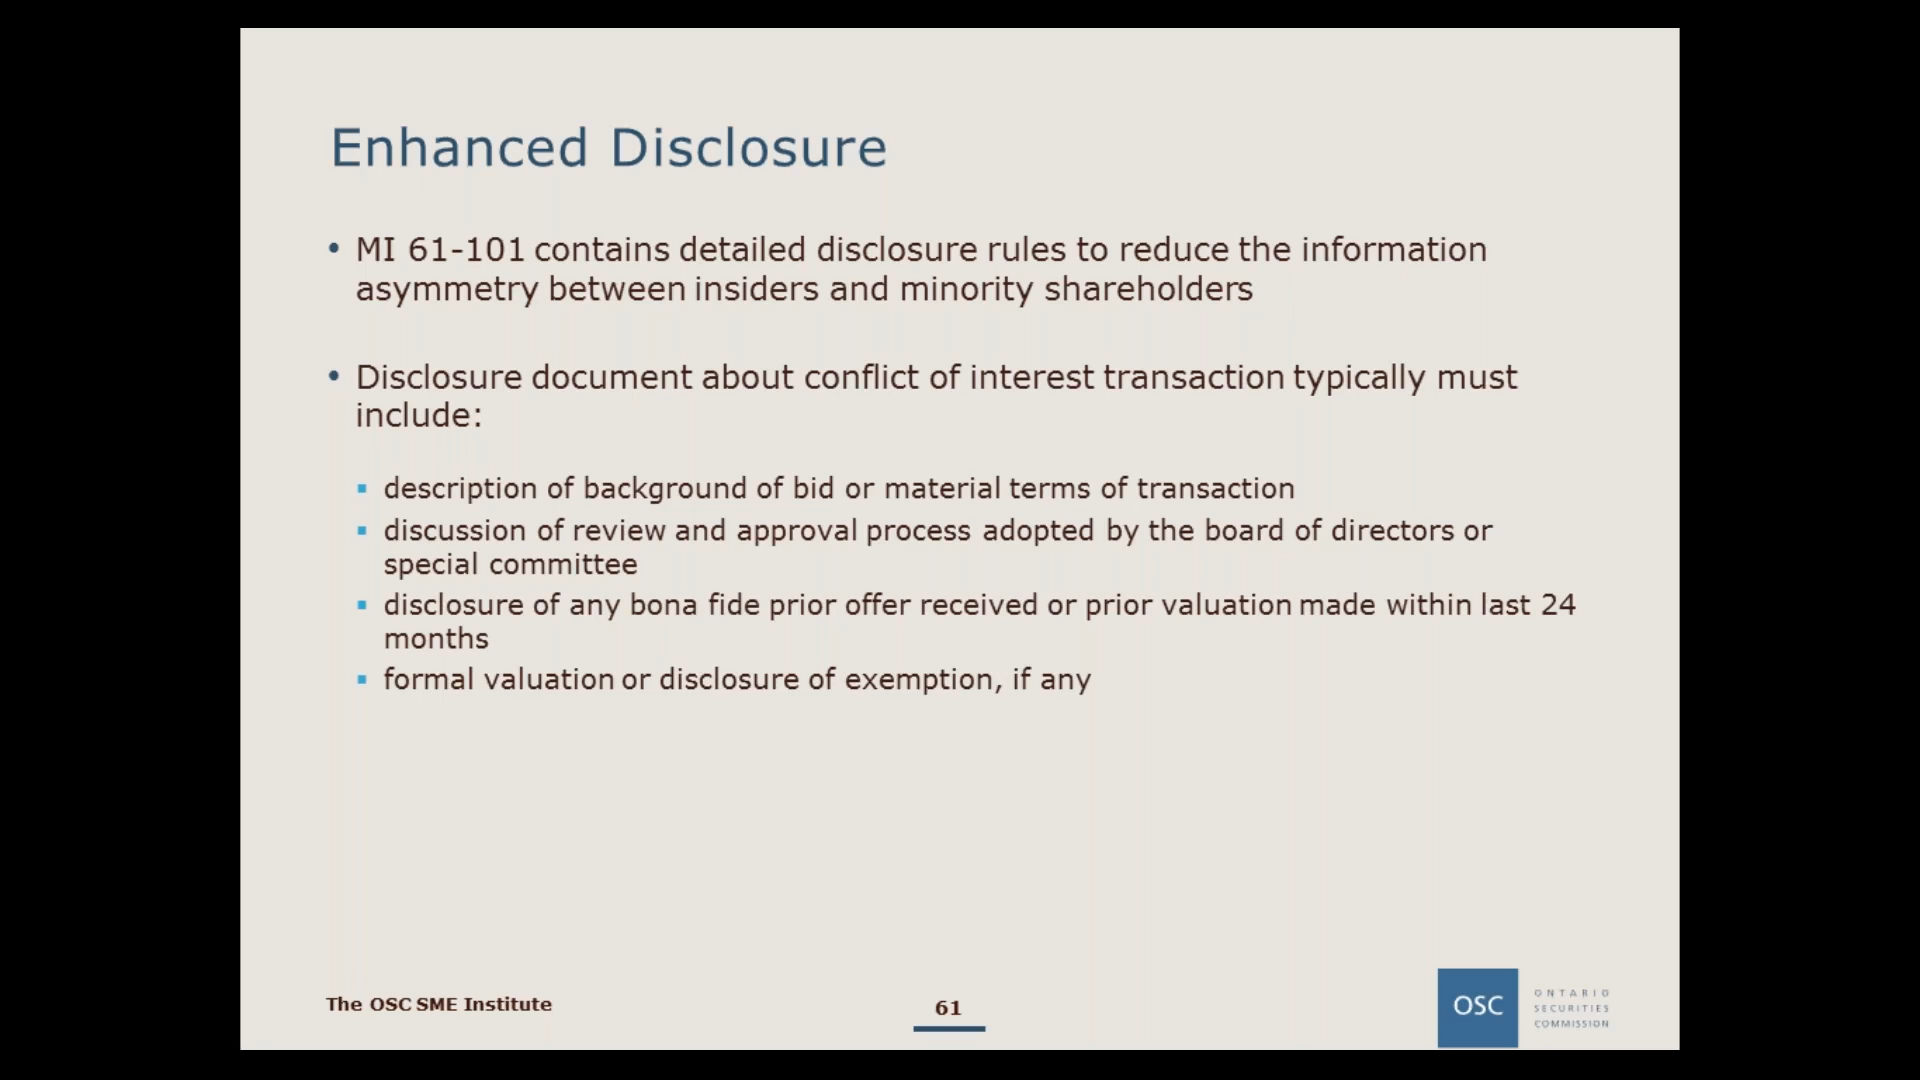 Enhanced Disclosure
• MI 61-101 contains detailed disclosure rules to reduce the information
asymmetry between insiders and minority shareholders
• Disclosure document about conflict of interest transaction typically must
include:
▪ description of background of bid or material terms of transaction
▪ discussion of review and approval process adopted by the board of directors or
special committee
▪ disclosure of any bona fide prior offer received or prior valuation made within last 24
months
▪ formal valuation or disclosure of exemption, if any
The OSC SME Institute
61
OSC
ONTARIO
SECURITIES
COMMISSION